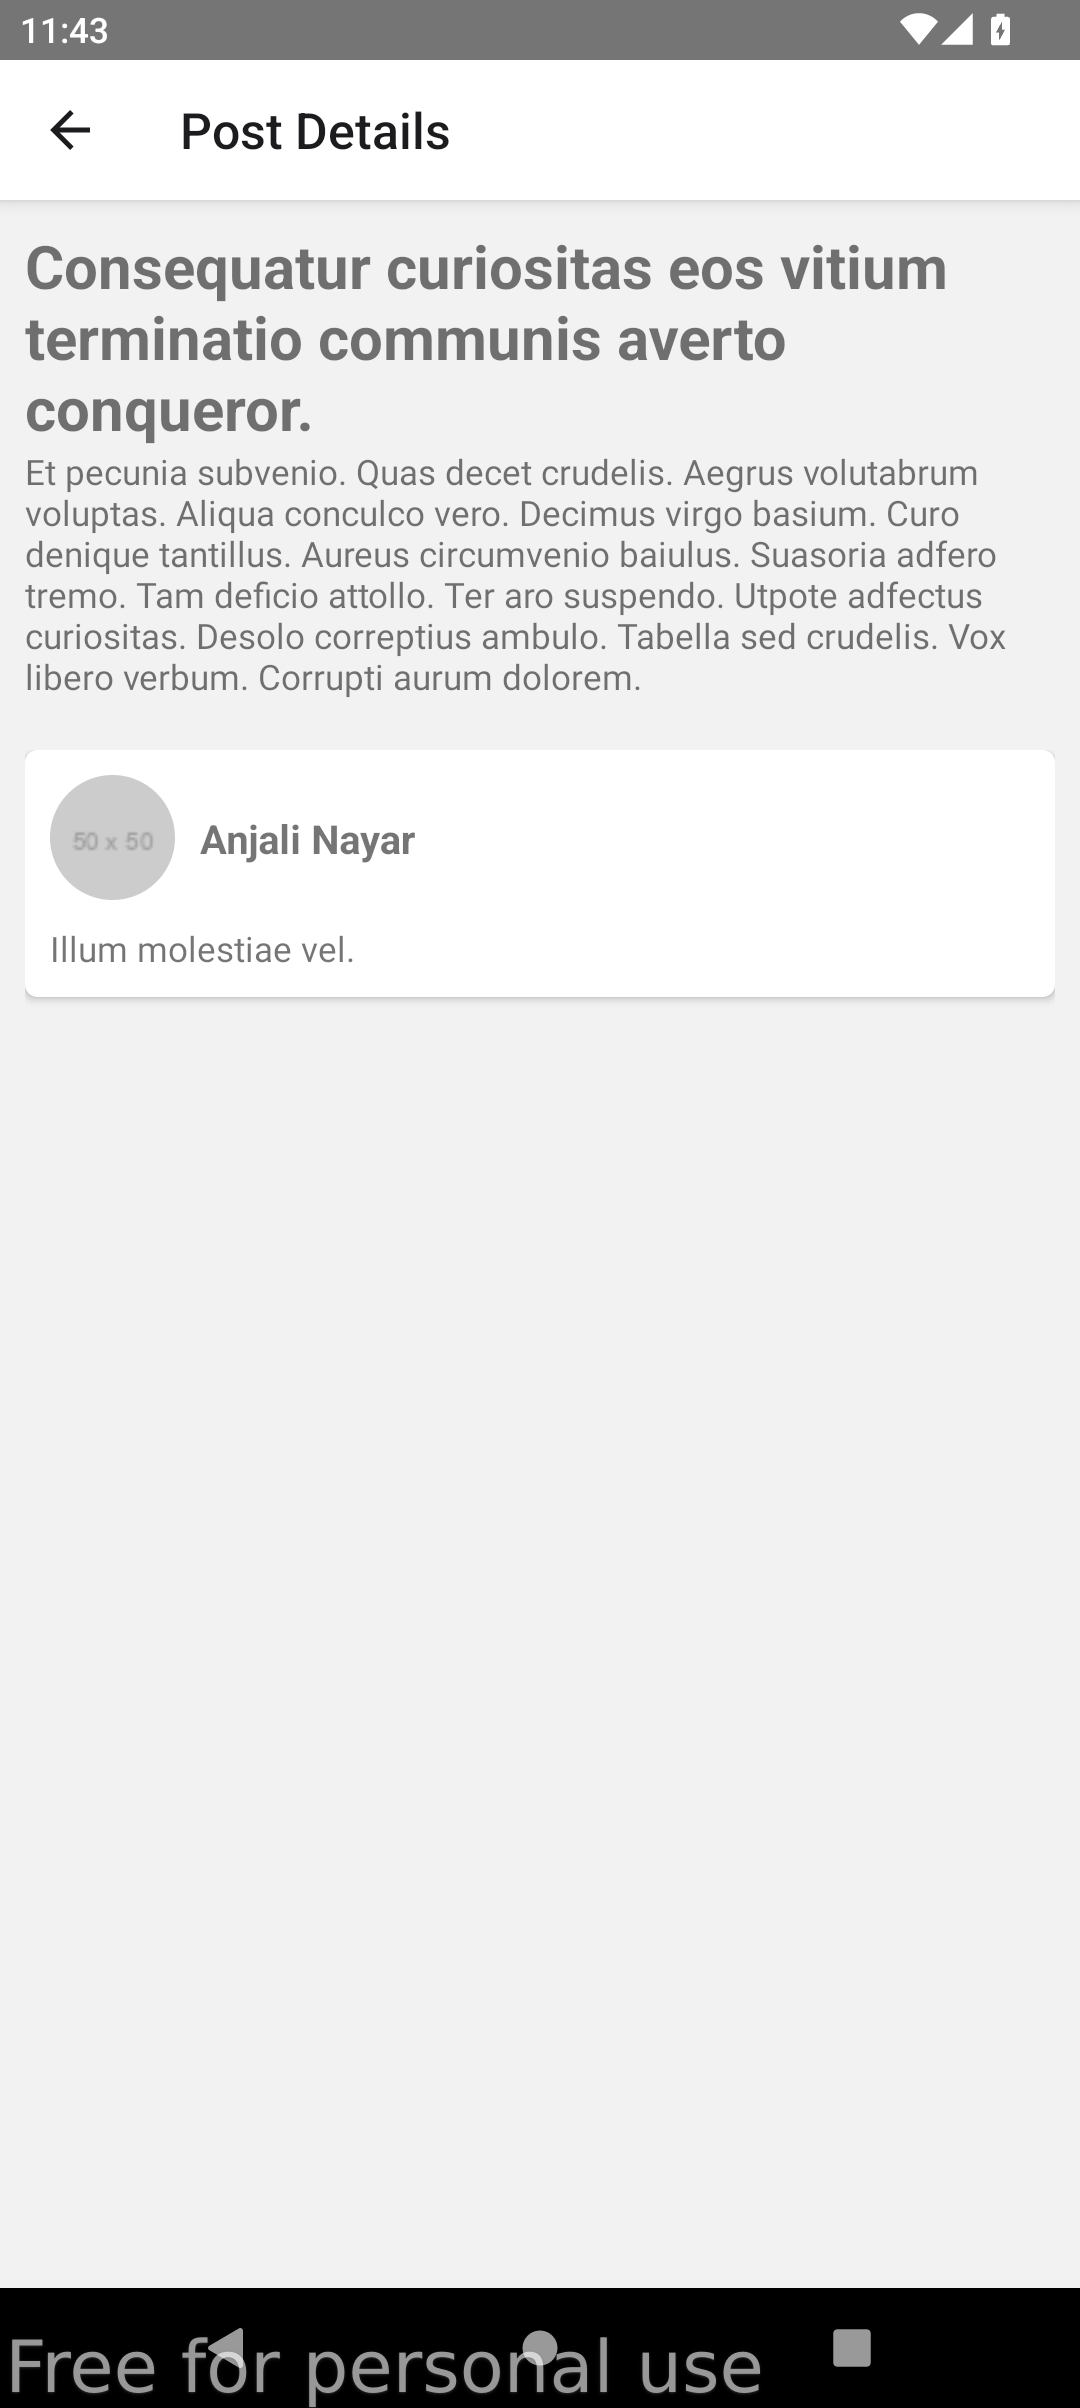 11:43
Post Details
Consequatur curiositas eos vitium
terminatio communis averto
conqueror.
Et pecunia subvenio. Quas decet crudelis. Aegrus volutabrum
voluptas. Aliqua conculco vero. Decimus virgo basium. Curo
denique tantillus. Aureus circumvenio baiulus. Suasoria adfero
tremo. Tam deficio attollo. Ter aro suspendo. Utpote adfectus
curiositas. Desolo correptius ambulo. Tabella sed crudelis. Vox
libero verbum. Corrupti aurum dolorem.
50 x 50
Anjali Nayar
Illum molestiae vel.
Free for personal use